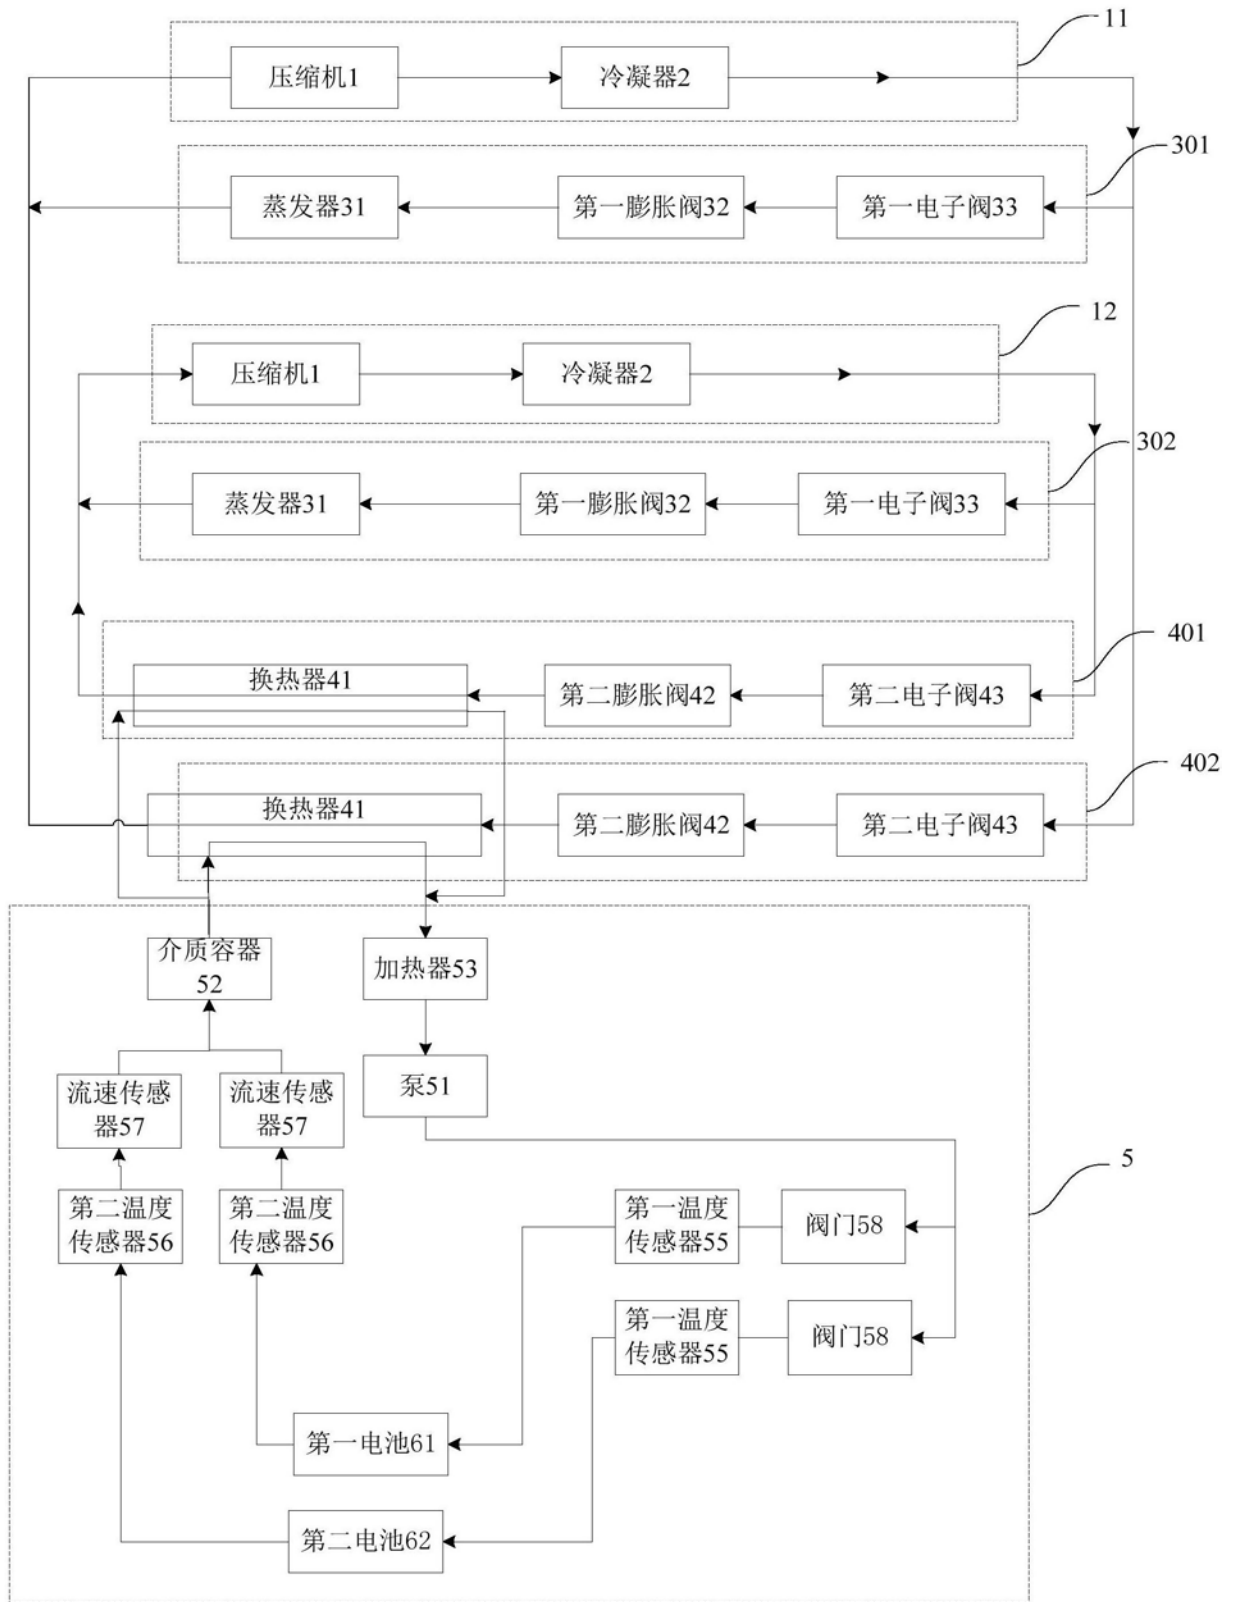 11
压缩机1
冷凝器2
301
蒸发器31
第一膨胀阀32
第一电子阀33
12
压缩机1
冷凝器2
302
蒸发器31
第一膨胀阀32
第一电子阀33
401
换热器41
第二膨胀阀42
第二电子阀43
402
换热器41
第二膨胀阀42
第二电子阀43
介质容器
52
加热器53
流速传感
器57
流速传感
器57
泵51
5
第二温度
传感器56
第二温度
传感器56
第一温度
传感器55
阀门58
第一温度
传感器55
阀门58
第一电池61
第二电池62